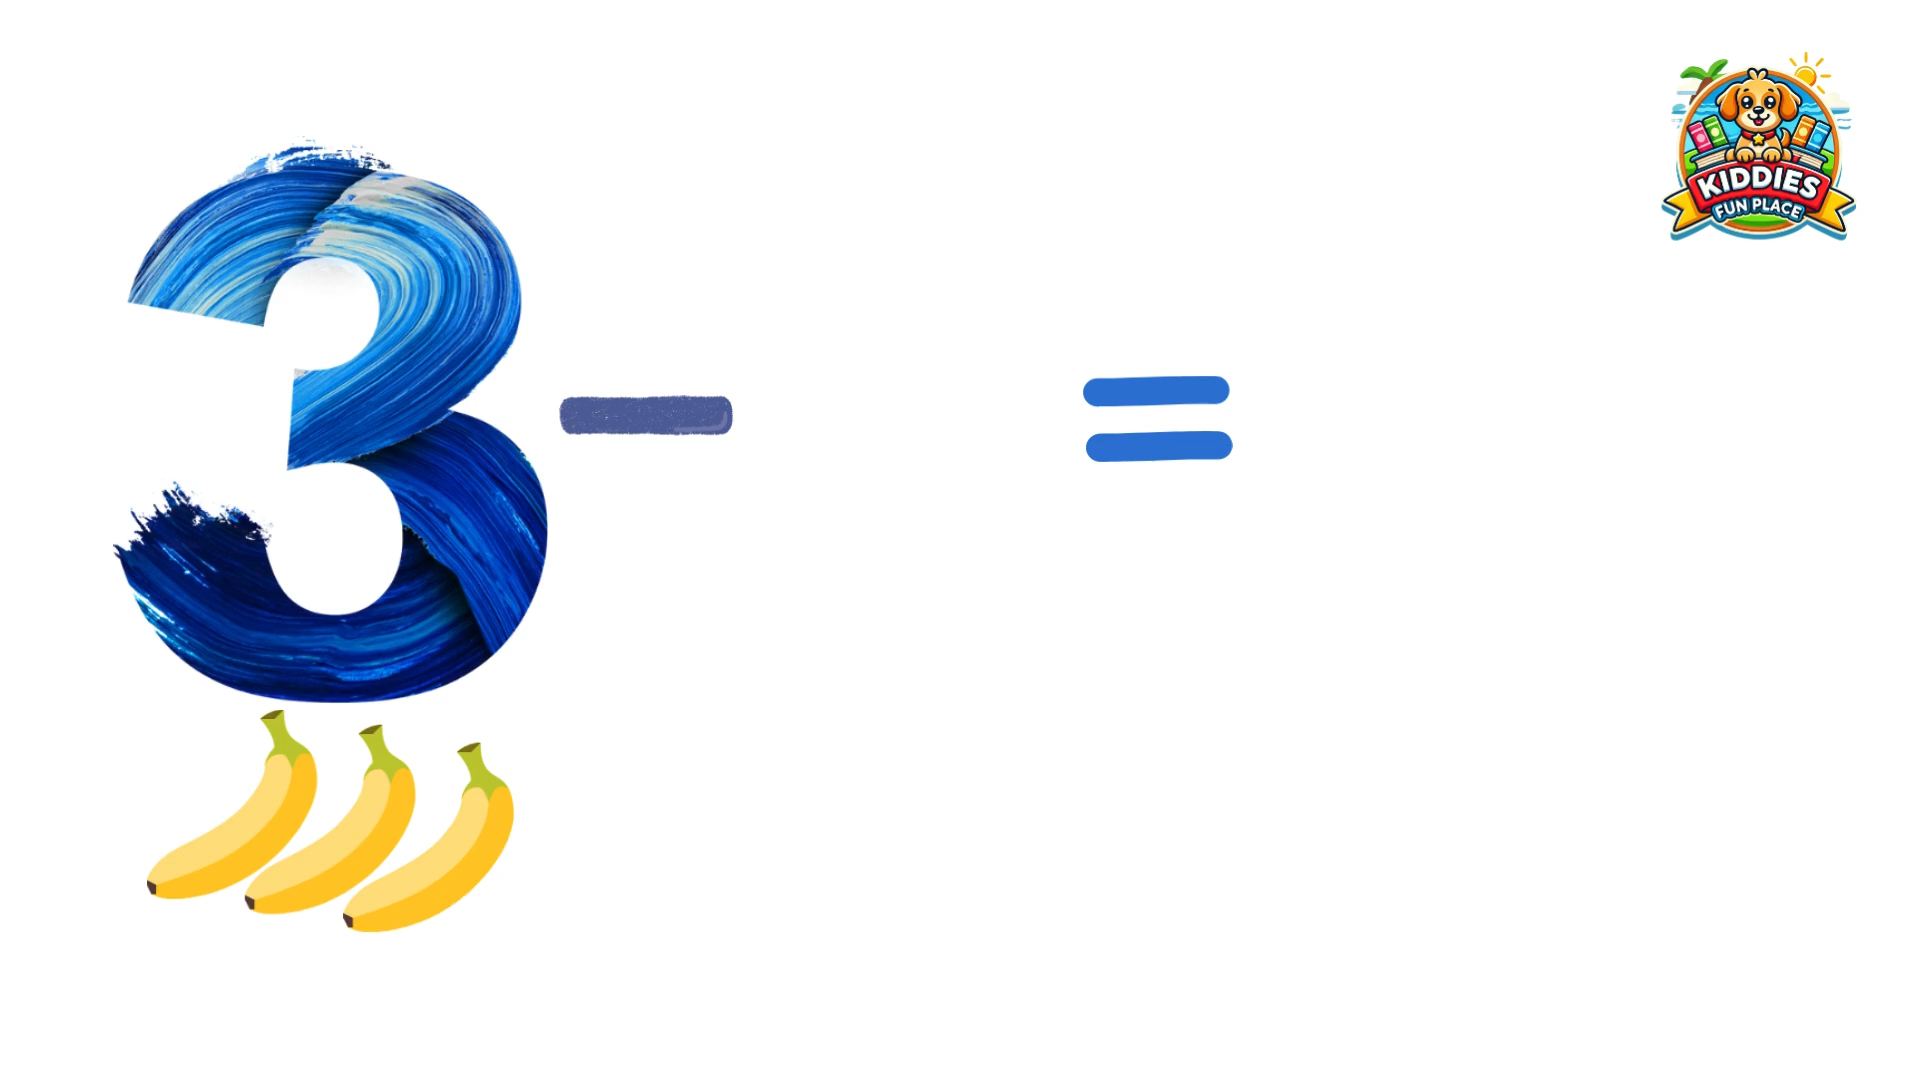 3 - =
KIDDIES
FUN PLACE